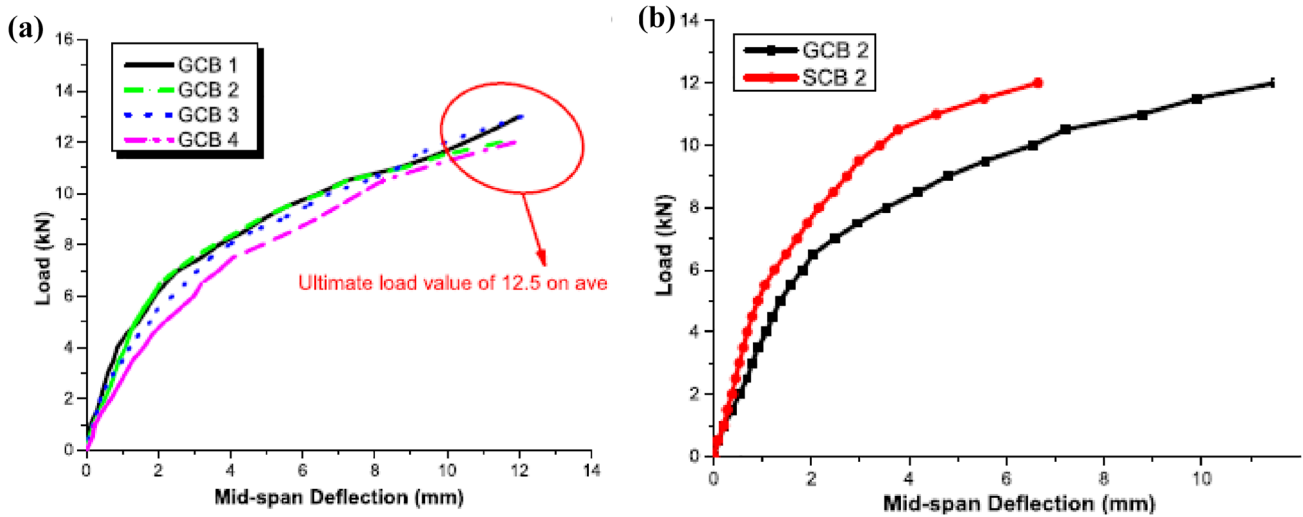 (a)
16
14
12
10
8
6
4
2
0
Load (kN)
GCB 1
GCB 2
GCB 3
GCB 4
Ultimate load value of 12.5 on ave
0 2 4 6 8 10 12 14
Mid-span Deflection (mm)
(b)
14
12
10
8
6
4
2
0
Load (kN)
GCB 2
SCB 2
0 2 4 6 8 10
Mid-span Deflection (mm)